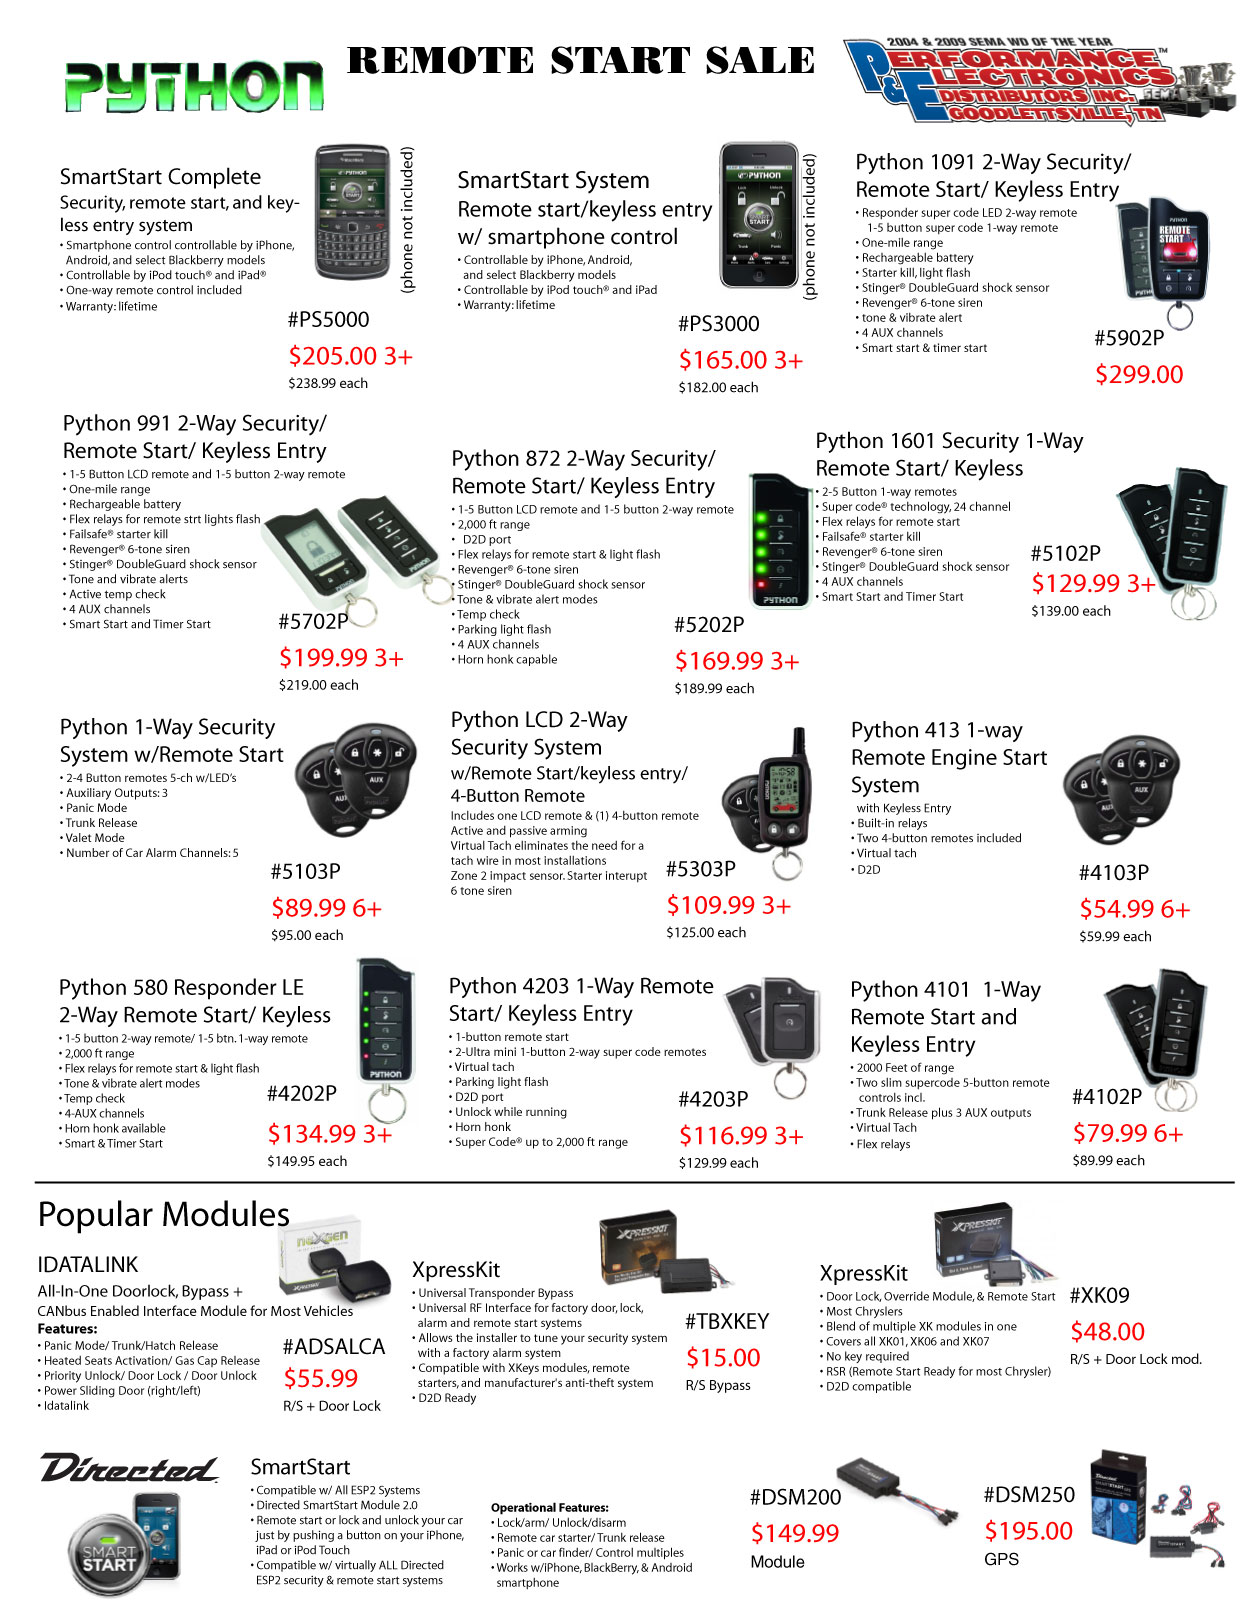 PYTHON
REMOTE START SALE
2004 & 2009 SEMA WD OF THE YEAR
PERFORMANCE
& ELECTRONICS
DISTRIBUTORS INC.
GOODLETTSVILLE, TN
SEMA
SmartStart Complete
Security, remote start, and key-
less entry system
• Smartphone control controllable by iPhone,
Android, and select Blackberry models
• Controllable by iPod touch® and iPad®
• One-way remote control included
• Warranty: lifetime
(phone not included)
#PS5000
$205.00 3+
$238.99 each
SmartStart System
Remote start/keyless entry
w/ smartphone control
• Controllable by iPhone, Android,
and select Blackberry models
• Controllable by iPod touch® and iPad
• Warranty: lifetime
PYTHON
(phone not included)
#PS3000
$165.00 3+
$182.00 each
Python 1091 2-Way Security/
Remote Start/ Keyless Entry
• Responder super code LED 2-way remote
1-5 button super code 1-way remote
• One-mile range
• Rechargeable battery
• Starter kill, light flash
• Stinger® DoubleGuard shock sensor
• Revenger® 6-tone siren
• tone & vibrate alert
• 4 AUX channels
• Smart start & timer start
REMOTE
START
#5902P
$299.00
Python 991 2-Way Security/
Remote Start/ Keyless Entry
• 1-5 Button LCD remote and 1-5 button 2-way remote
• One-mile range
• Rechargeable battery
• Flex relays for remote strt lights flash
• Failsafe® starter kill
• Revenger® 6-tone siren
• Stinger® DoubleGuard shock sensor
• Tone and vibrate alerts
• Active temp check
• 4 AUX channels
• Smart Start and Timer Start
#5702P
$199.99 3+
$219.00 each
Python 872 2-Way Security/
Remote Start/ Keyless Entry
• 1-5 Button LCD remote and 1-5 button 2-way remote
• 2,000 ft range
• D2D port
• Flex relays for remote start & light flash
• Revenger® 6-tone siren
• Stinger® DoubleGuard shock sensor
• Tone & vibrate alert modes
• Temp check
• Parking light flash
• 4 AUX channels
• Horn honk capable
PYTHON
#5202P
$169.99 3+
$189.99 each
Python 1601 Security 1-Way
Remote Start/ Keyless
• 2-5 Button 1-way remotes
• Super code® technology, 24 channel
• Flex relays for remote start
• Failsafe® starter kill
• Revenger® 6-tone siren
• Stinger® DoubleGuard shock sensor
• 4 AUX channels
• Smart Start and Timer Start
#5102P
$129.99 3+
$139.00 each
Python 1-Way Security
System w/Remote Start
• 2-4 Button remotes 5-ch w/LED's
• Auxiliary Outputs: 3
• Panic Mode
• Trunk Release
• Valet Mode
• Number of Car Alarm Channels: 5
AUX
#5103P
$89.99 6+
$95.00 each
Python LCD 2-Way
Security System
w/Remote Start/keyless entry/
4-Button Remote
Includes one LCD remote & (1) 4-button remote
Active and passive arming
Virtual Tach eliminates the need for a
tach wire in most installations
Zone 2 impact sensor. Starter interupt
6 tone siren
#5303P
$109.99 3+
$125.00 each
Python 413 1-way
Remote Engine Start
System
with Keyless Entry
• Built-in relays
• Two 4-button remotes included
• Virtual tach
• D2D
AUX
#4103P
$54.99 6+
$59.99 each
Python 580 Responder LE
2-Way Remote Start/ Keyless
• 1-5 button 2-way remote/ 1-5 btn. 1-way remote
• 2,000 ft range
• Flex relays for remote start & light flash
• Tone & vibrate alert modes
• Temp check
• 4-AUX channels
• Horn honk available
• Smart & Timer Start
PYTHON
#4202P
$134.99 3+
$149.95 each
Python 4203 1-Way Remote
Start/ Keyless Entry
• 1-button remote start
• 2-Ultra mini 1-button 2-way super code remotes
• Virtual tach
• Parking light flash
• D2D port
• Unlock while running
• Horn honk
• Super Code® up to 2,000 ft range
#4203P
$116.99 3+
$129.99 each
Python 4101 1-Way
Remote Start and
Keyless Entry
• 2000 Feet of range
• Two slim supercode 5-button remote
controls incl.
• Trunk Release plus 3 AUX outputs
• Virtual Tach
• Flex relays
#4102P
$79.99 6+
$89.99 each
Popular Modules
IDATALINK
All-In-One Doorlock, Bypass +
CANbus Enabled Interface Module for Most Vehicles
Features:
• Panic Mode/ Trunk/Hatch Release
• Heated Seats Activation/ Gas Cap Release
• Priority Unlock/ Door Lock / Door Unlock
• Power Sliding Door (right/left)
• Idatalink
neXgen
#ADSALCA
$55.99
R/S + Door Lock
XpressKit
• Universal Transponder Bypass
• Universal RF Interface for factory door, lock,
alarm and remote start systems
• Allows the installer to tune your security system
with a factory alarm system
• Compatible with XKeys modules, remote
starters, and manufacturer's anti-theft system
• D2D Ready
XPRESSKIT
#TBXKEY
$15.00
R/S Bypass
XpressKit
• Door Lock, Override Module, & Remote Start
• Most Chryslers
• Blend of multiple XK modules in one
• Covers all XK01, XK06 and XK07
• No key required
• RSR (Remote Start Ready for most Chrysler)
• D2D compatible
XPRESSKIT
#XK09
$48.00
R/S + Door Lock mod.
Directed
SMART
START
SmartStart
• Compatible w/ All ESP2 Systems
• Directed SmartStart Module 2.0
• Remote start or lock and unlock your car
just by pushing a button on your iPhone,
iPad or iPod Touch
• Compatible w/ virtually ALL Directed
ESP2 security & remote start systems
Operational Features:
• Lock/arm/ Unlock/disarm
• Remote car starter/ Trunk release
• Panic or car finder/ Control multiples
• Works w/iPhone, BlackBerry, & Android
smartphone
#DSM200
$149.99
Module
#DSM250
$195.00
GPS
Directed
SMARTSTART